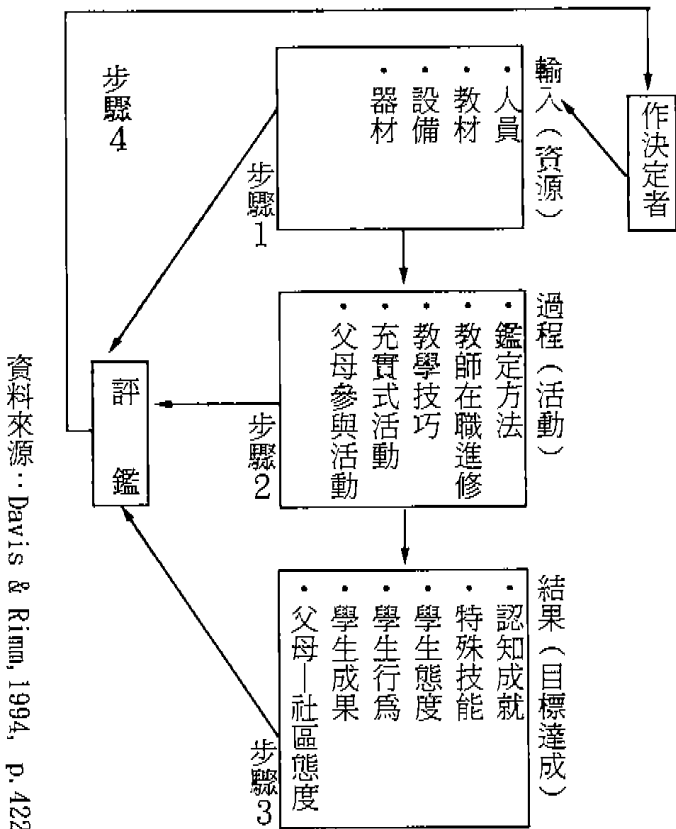 作決定者
輸入（資源）
・人員
・教材
・設備
・器材
步驟1
步驟4
過程（活動）
・鑑定方法
・教師在職進修
・教學技巧
・充實式活動
・父母參與活動
步驟2
評鑑
結果（目標達成）
・認知成就
・特殊技能
・學生態度
・學生行為
・學生成果
・父母—社區態度
步驟3
資料來源：Davis & Rimm, 1994, p.422